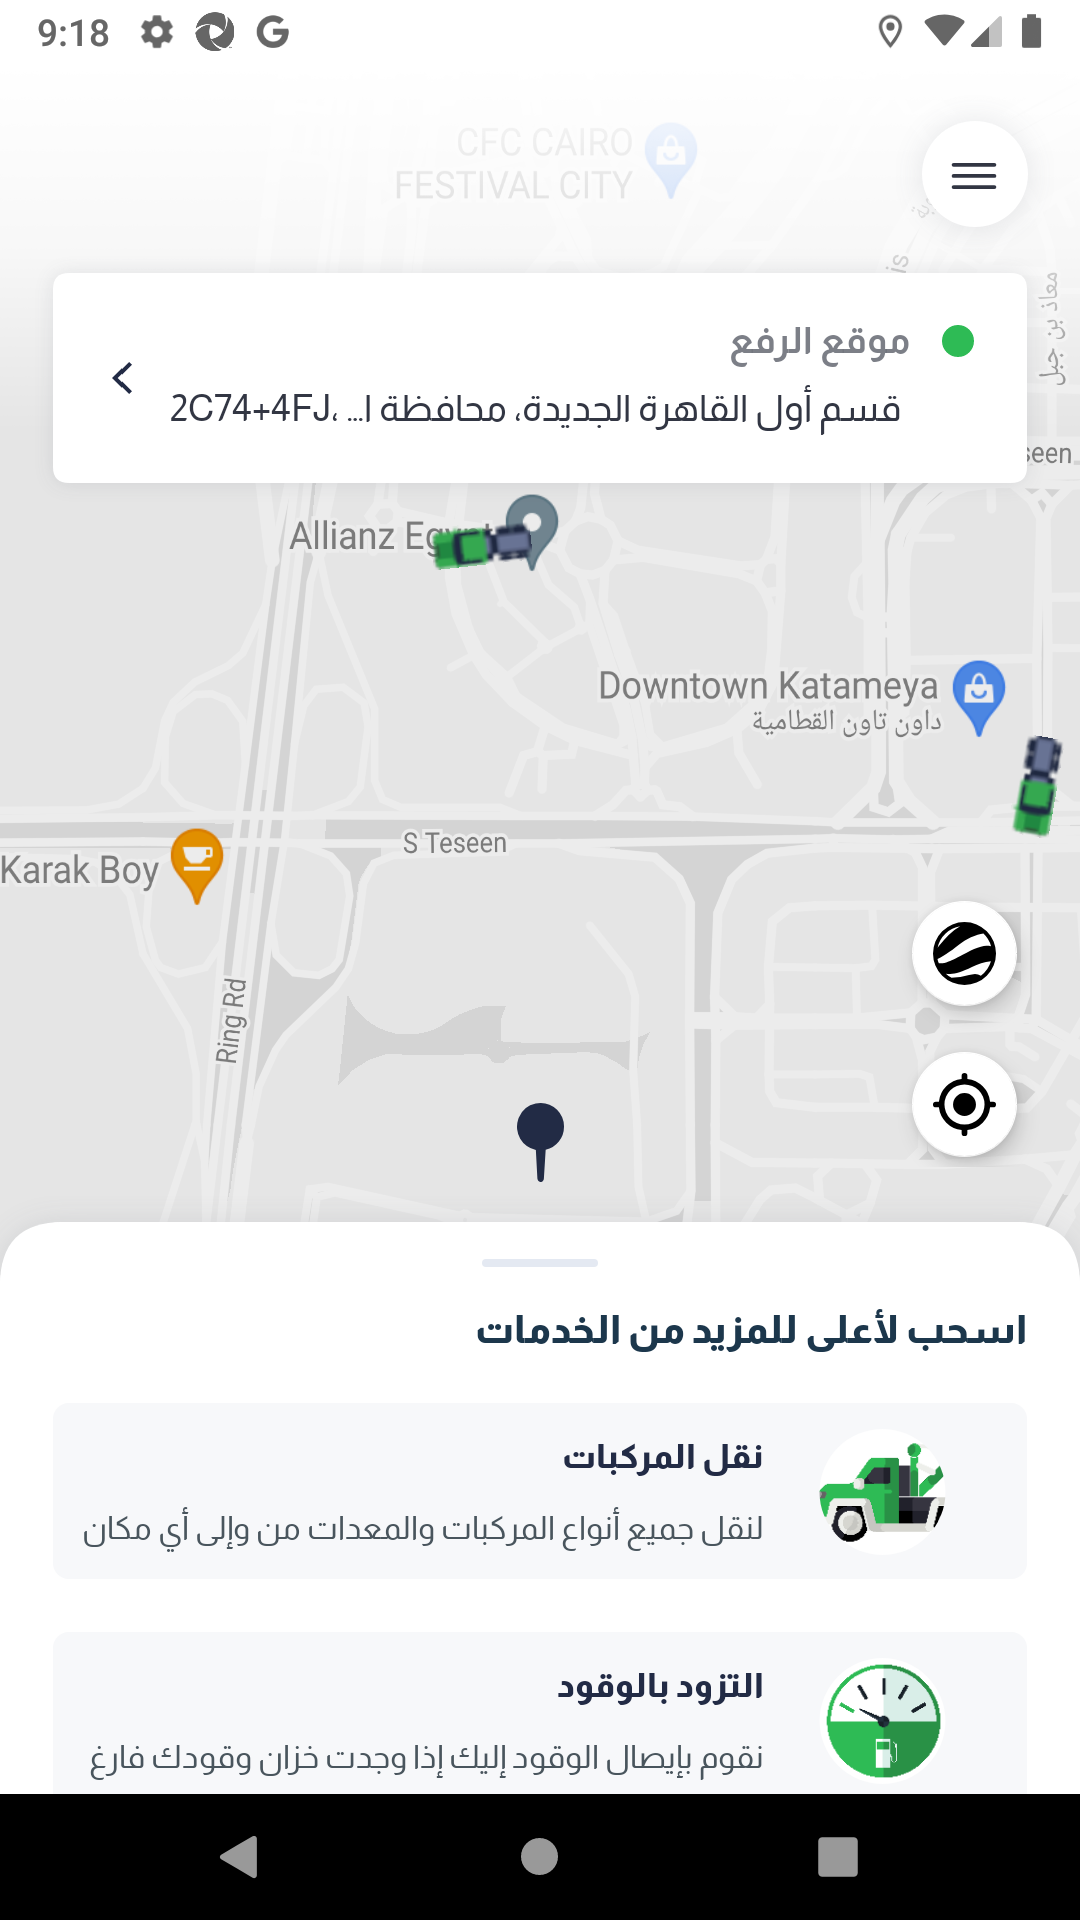 9:18
CFC CAIRO
FESTIVAL CITY
موقع الرفع
2C74+4FJ، قسم أول القاهرة الجديدة، محافظة ا...
معاذ بن جبل
seen
Allianz Egypt
Downtown Katameya
داون تاون القطامية
S Teseen
Karak Boy
Ring Rd
اسحب لأعلى للمزيد من الخدمات
نقل المركبات
لنقل جميع أنواع المركبات والمعدات من وإلى أي مكان
التزود بالوقود
نقوم بإيصال الوقود إليك إذا وجدت خزان وقودك فارغ